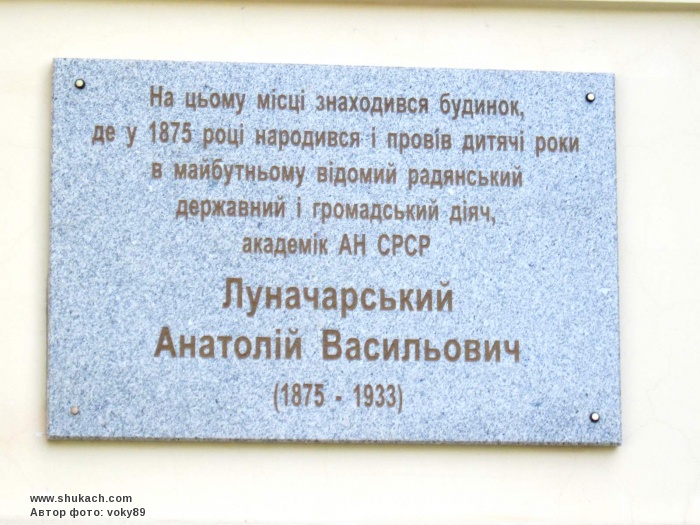 На цьому місці знаходився будинок,
де у 1875 році народився і провів дитячі роки
в майбутньому відомий радянський
державний і громадський діяч,
академік АН СРСР
Луначарський
Анатолій Васильович
(1875 - 1933)
www.shukach.com
Автор фото: voky89